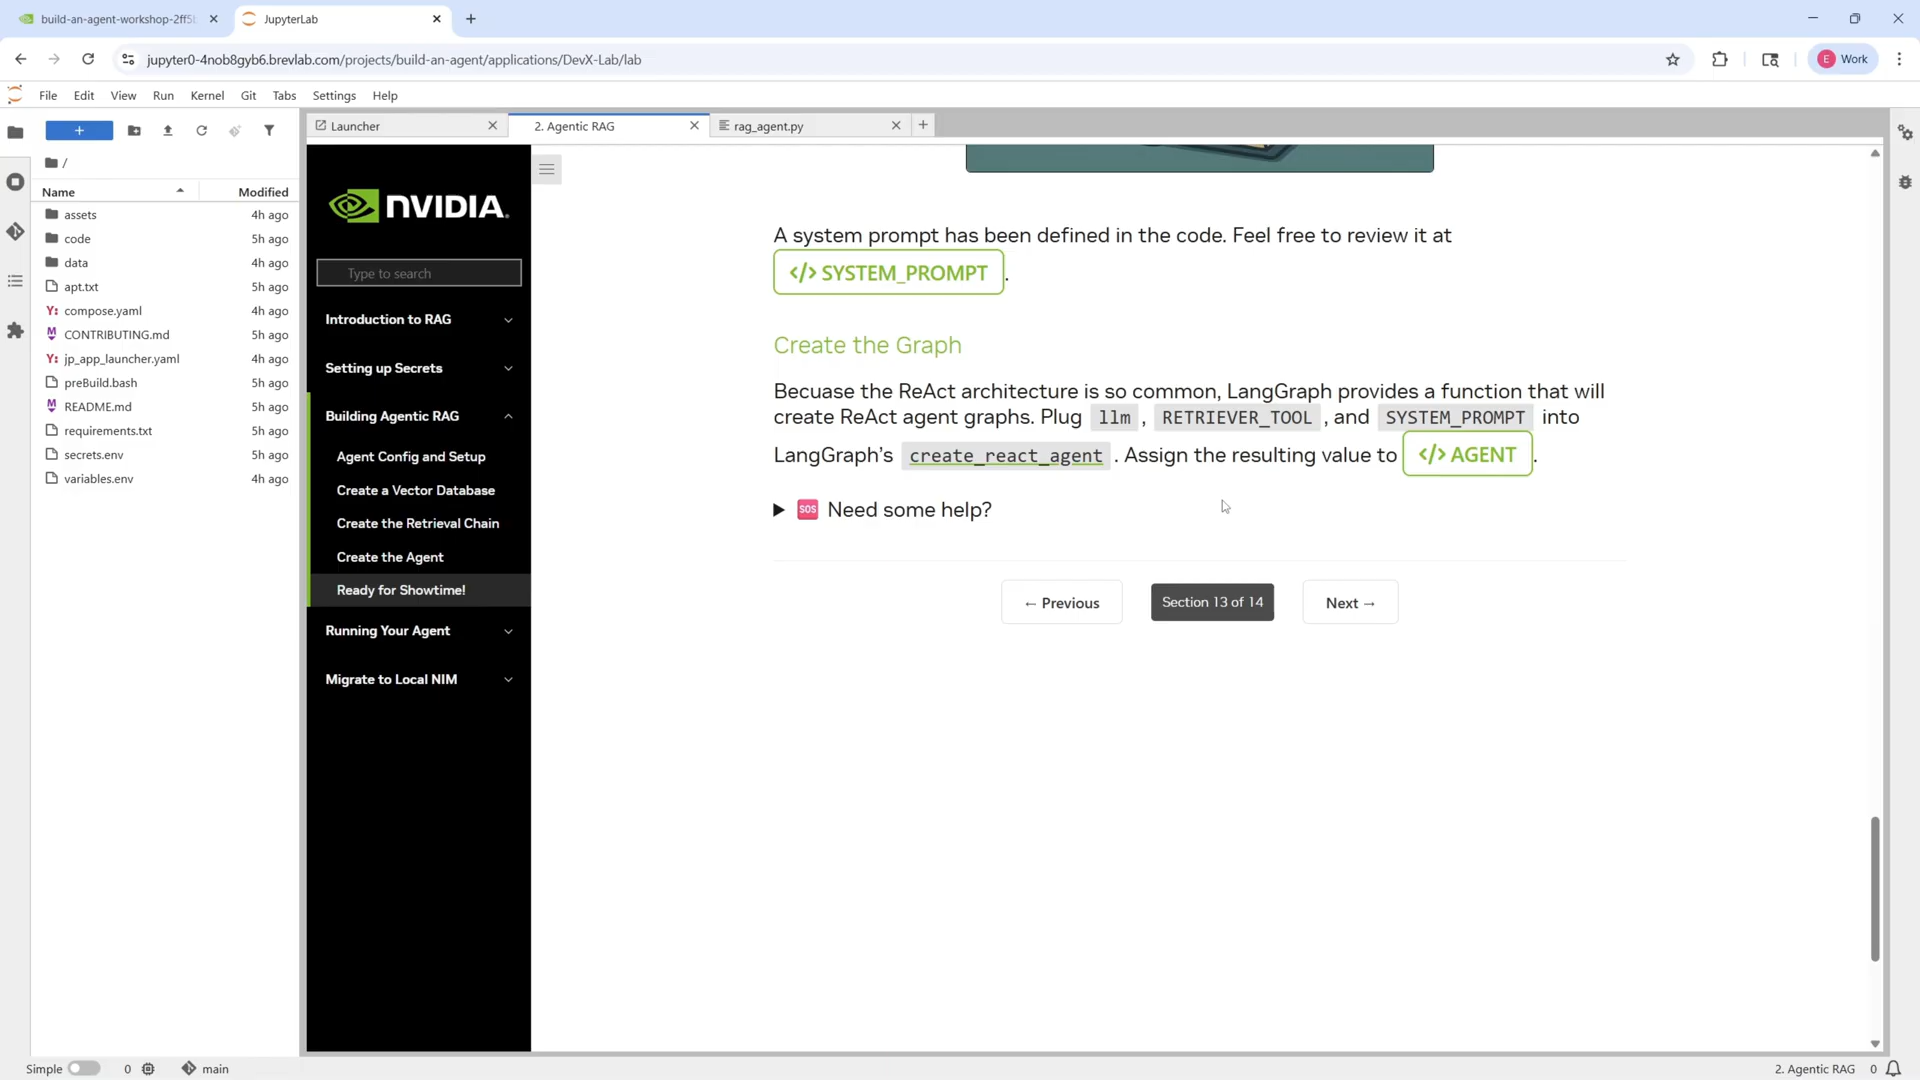 build-an-agent-workshop-2ff5
JupyterLab
jupyter0-4nob8gyb6.brevlab.com/projects/build-an-agent/applications/DevX-Lab/lab
E Work
File Edit View Run Kernel Git Tabs Settings Help
Launcher
2. Agentic RAG
rag_agent.py
/
Name Modified
assets 4h ago
code 5h ago
data 5h ago
apt.txt 4h ago
compose.yaml 4h ago
CONTRIBUTING.md 5h ago
jp_app_launcher.yaml 4h ago
preBuild.bash 5h ago
README.md 5h ago
requirements.txt 5h ago
secrets.env 5h ago
variables.env 4h ago
NVIDIA.
Type to search
Introduction to RAG
Setting up Secrets
Building Agentic RAG
Agent Config and Setup
Create a Vector Database
Create the Retrieval Chain
Create the Agent
Ready for Showtime!
Running Your Agent
Migrate to Local NIM
A system prompt has been defined in the code. Feel free to review it at
</> SYSTEM_PROMPT.
Create the Graph
Becuase the ReAct architecture is so common, LangGraph provides a function that will
create ReAct agent graphs. Plug llm, RETRIEVER_TOOL, and SYSTEM_PROMPT into
LangGraph's create_react_agent. Assign the resulting value to </> AGENT.
▶ SOS Need some help?
← Previous Section 13 of 14 Next →
Simple 0 main 2. Agentic RAG 0